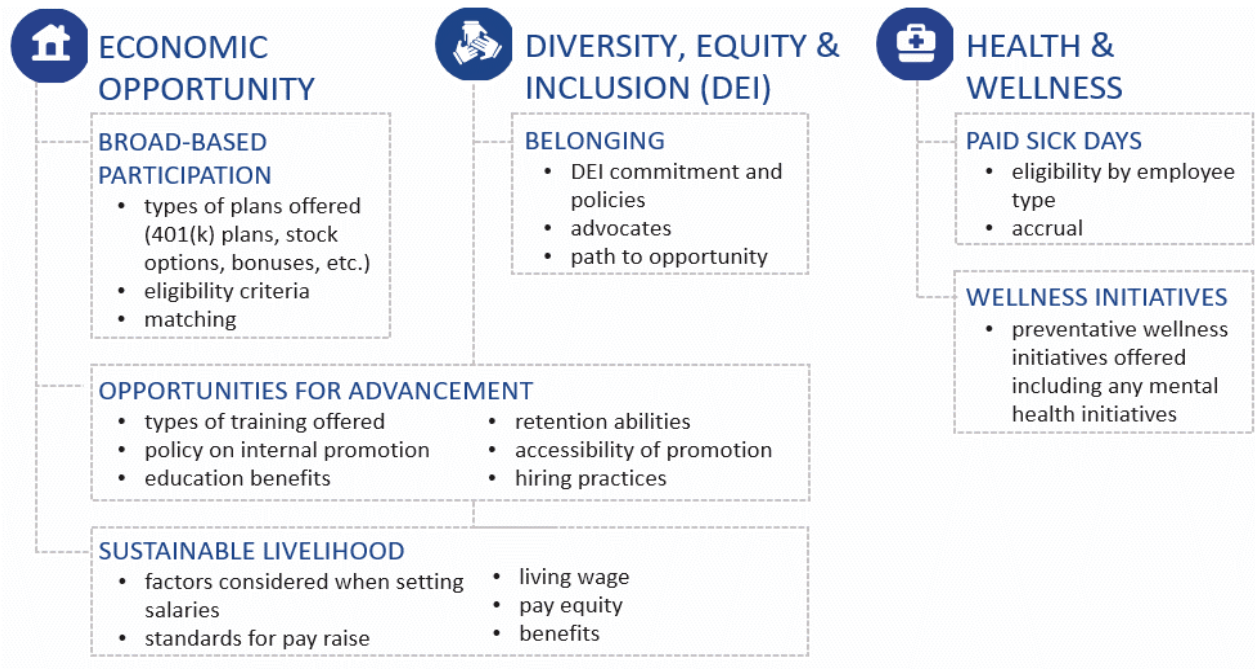 ECONOMIC
OPPORTUNITY
BROAD-BASED
PARTICIPATION
• types of plans offered
(401(k) plans, stock
options, bonuses, etc.)
• eligibility criteria
• matching
DIVERSITY, EQUITY &
INCLUSION (DEI)
BELONGING
• DEI commitment and
policies
• advocates
• path to opportunity
OPPORTUNITIES FOR ADVANCEMENT
• types of training offered
• policy on internal promotion
• education benefits
• retention abilities
• accessibility of promotion
• hiring practices
SUSTAINABLE LIVELIHOOD
• factors considered when setting
salaries
• standards for pay raise
• living wage
• pay equity
• benefits
HEALTH &
WELLNESS
PAID SICK DAYS
• eligibility by employee
type
• accrual
WELLNESS INITIATIVES
• preventative wellness
initiatives offered
including any mental
health initiatives